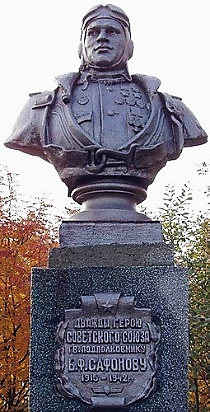 ДВАЖДЫ ГЕРОЮ
СОВЕТСКОГО СОЮЗА
ГВ. ПОДПОЛКОВНИКУ
Б.Ф. САФОНОВУ
1915 - 1942 г.